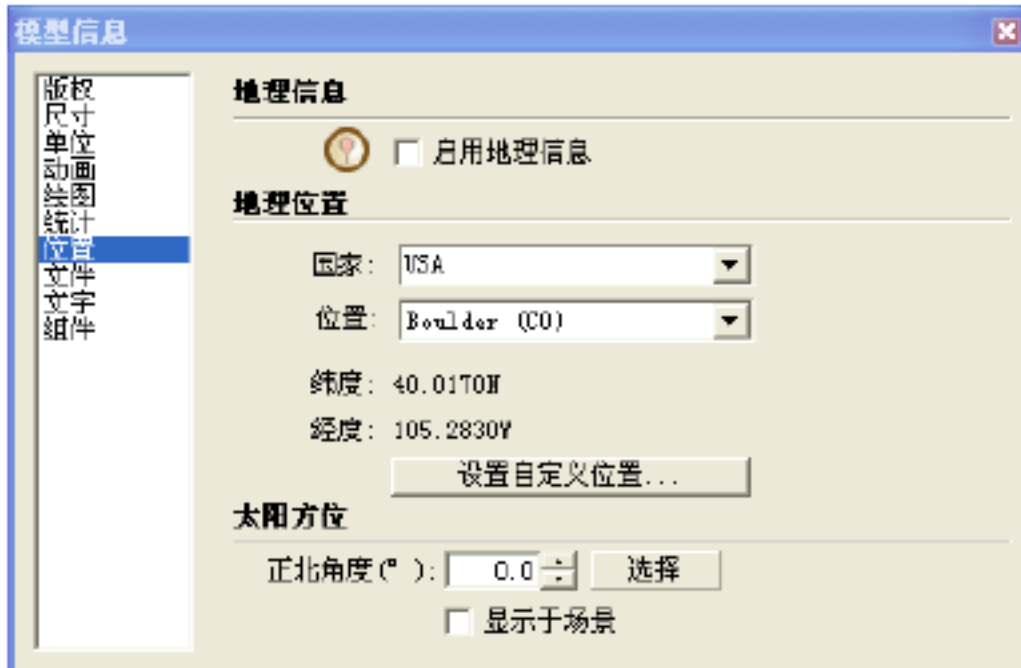 模型信息
版权
尺寸
单位
动画
绘图
统计
位置
文件
文字
组件
地理信息
启用地理信息
地理位置
国家: USA
位置: Boulder (CO)
纬度: 40.0170N
经度: 105.2830W
设置自定义位置...
太阳方位
正北角度(° ): 0.0 选择
显示于场景